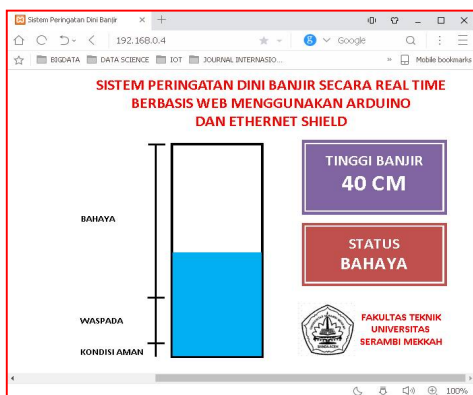 Sistem Peringatan Dini Banjir
192.168.0.4
Google
BIGDATA
DATA SCIENCE
IOT
JOURNAL INTERNASIO...
Mobile bookmarks
SISTEM PERINGATAN DINI BANJIR SECARA REAL TIME
BERBASIS WEB MENGGUNAKAN ARDUINO
DAN ETHERNET SHIELD
TINGGI BANJIR
40 CM
BAHAYA
STATUS
BAHAYA
WASPADA
KONDISI AMAN
FAKULTAS TEKNIK
UNIVERSITAS
SERAMBI MEKKAH
100%